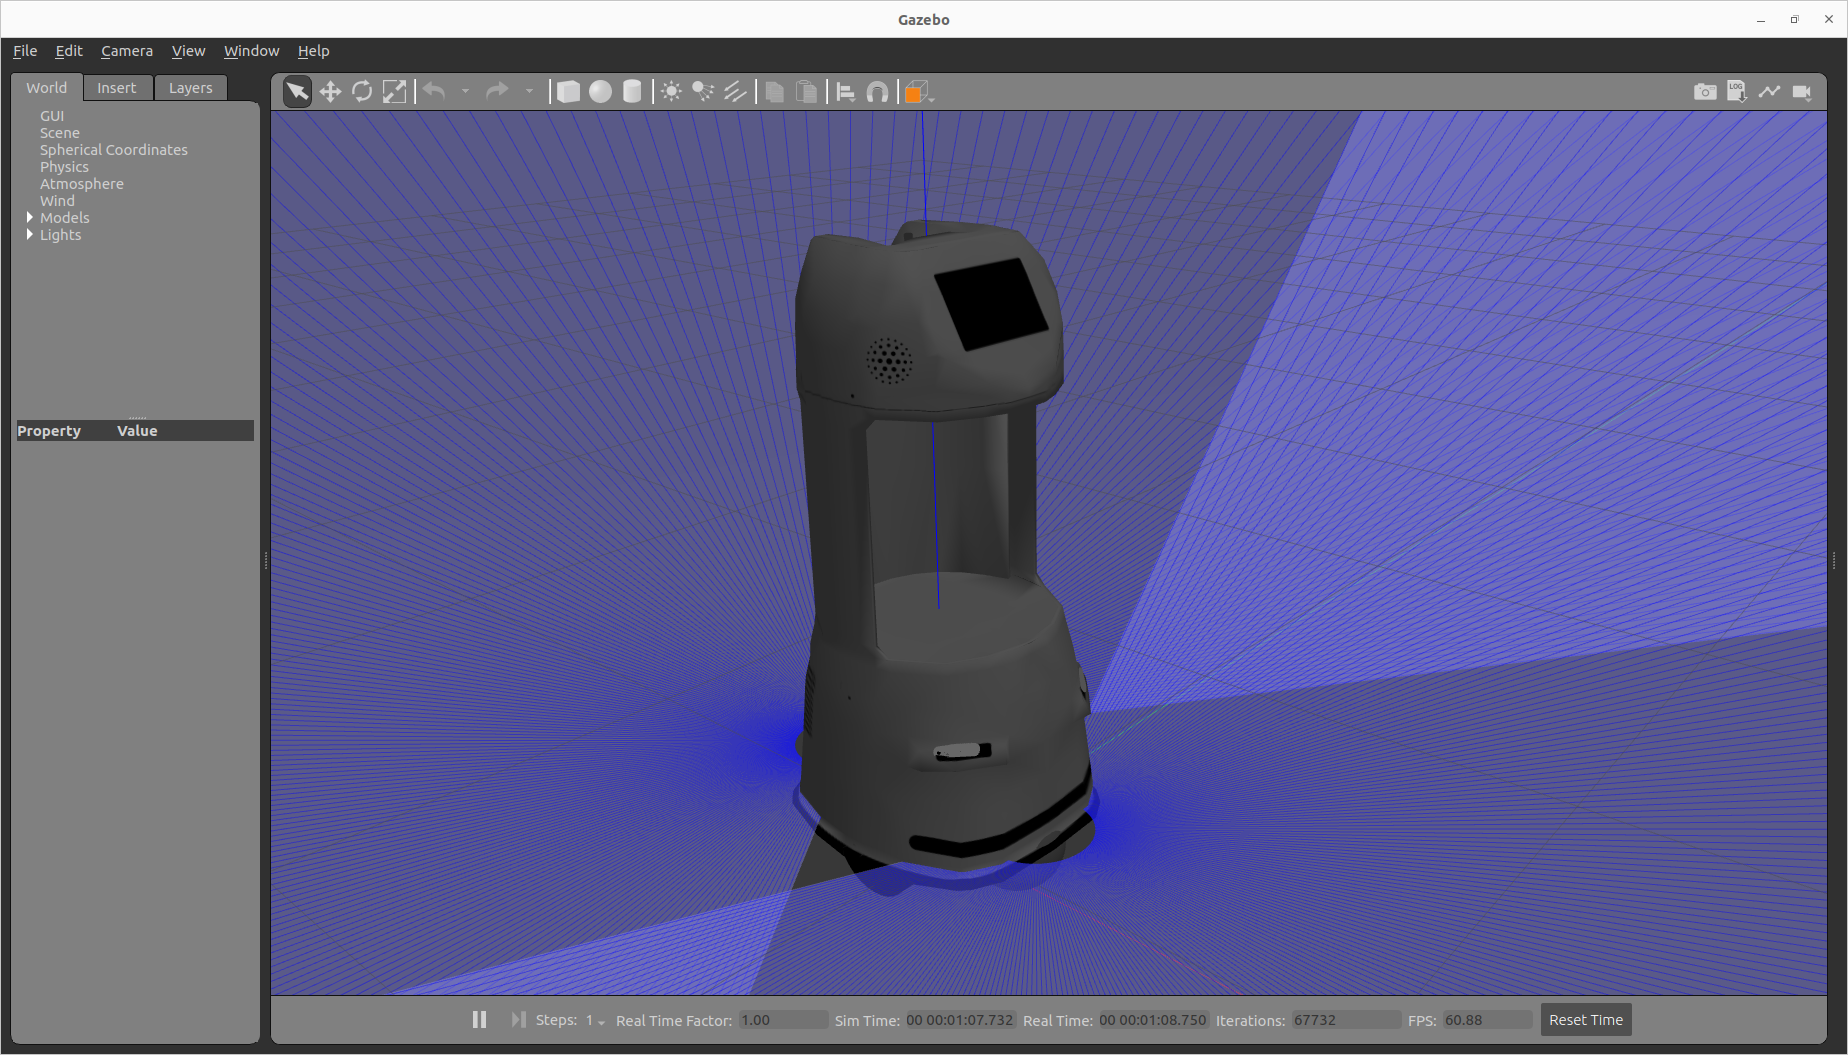 Gazebo
File Edit Camera View Window Help
World Insert Layers
LOG
GUI
Scene
Spherical Coordinates
Physics
Atmosphere
Wind
Models
Lights
Property Value
Steps: 1 Real Time Factor: 1.00 Sim Time: 00 00:01:07.732 Real Time: 00 00:01:08.750 Iterations: 67732 FPS: 60.88 Reset Time